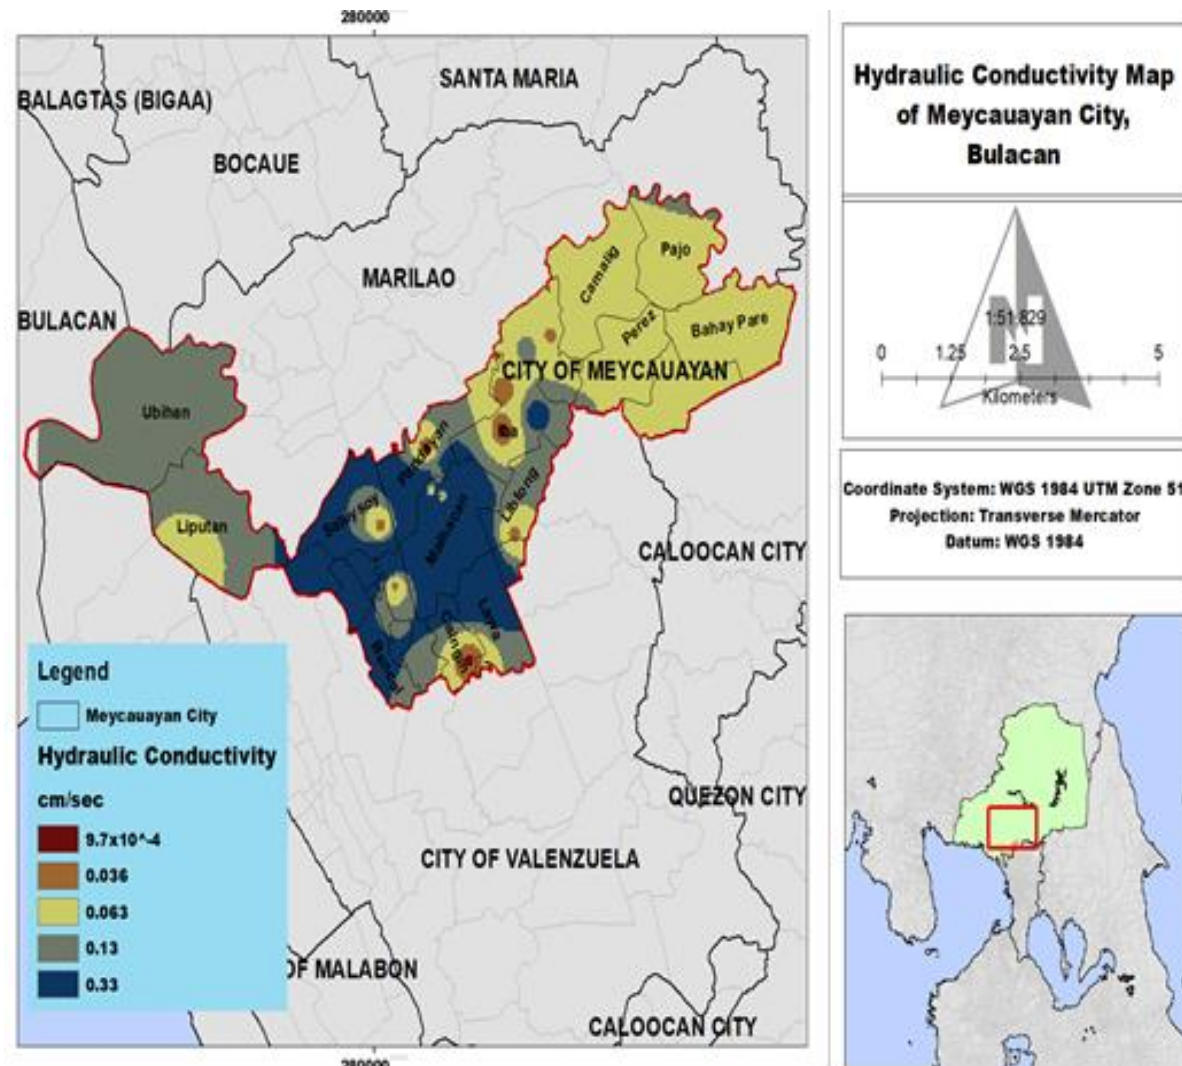 280000
SANTA MARIA
BALAGTAS (BIGAA)
BOCAUE
MARILAO
BULACAN
Pajo
Camalig
Perez
Bahay Pare
CITY OF MEYCAUAYAN
Ubihan
Liputan
Pandayan
Saluysoy
Malhacan
Libtong
Lawa
CALOOCAN CITY
QUEZON CITY
CITY OF VALENZUELA
OF MALABON
CALOOCAN CITY
280000
Legend
Meycauayan City
Hydraulic Conductivity
cm/sec
9.7x10^-4
0.036
0.063
0.13
0.33
Hydraulic Conductivity Map
of Meycauayan City,
Bulacan
1:51,829
0 1.25 2.5 5
Kilometers
Coordinate System: WGS 1984 UTM Zone 51
Projection: Transverse Mercator
Datum: WGS 1984